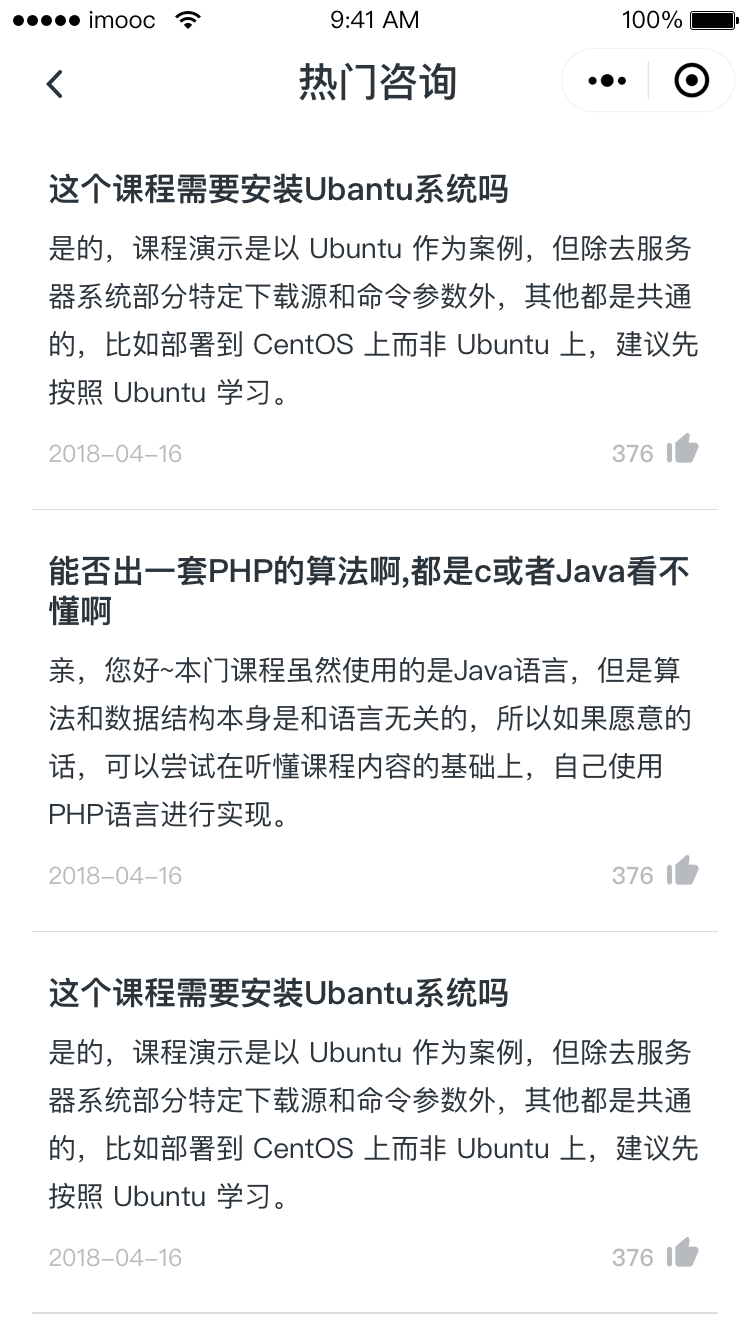 imooc 9:41 AM 100%
热门咨询
这个课程需要安装Ubantu系统吗
是的，课程演示是以 Ubuntu 作为案例，但除去服务
器系统部分特定下载源和命令参数外，其他都是共通
的，比如部署到 CentOS 上而非 Ubuntu 上，建议先
按照 Ubuntu 学习。
2018-04-16 376
能否出一套PHP的算法啊,都是c或者Java看不
懂啊
亲，您好~本门课程虽然使用的是Java语言，但是算
法和数据结构本身是和语言无关的，所以如果愿意的
话，可以尝试在听懂课程内容的基础上，自己使用
PHP语言进行实现。
2018-04-16 376
这个课程需要安装Ubantu系统吗
是的，课程演示是以 Ubuntu 作为案例，但除去服务
器系统部分特定下载源和命令参数外，其他都是共通
的，比如部署到 CentOS 上而非 Ubuntu 上，建议先
按照 Ubuntu 学习。
2018-04-16 376